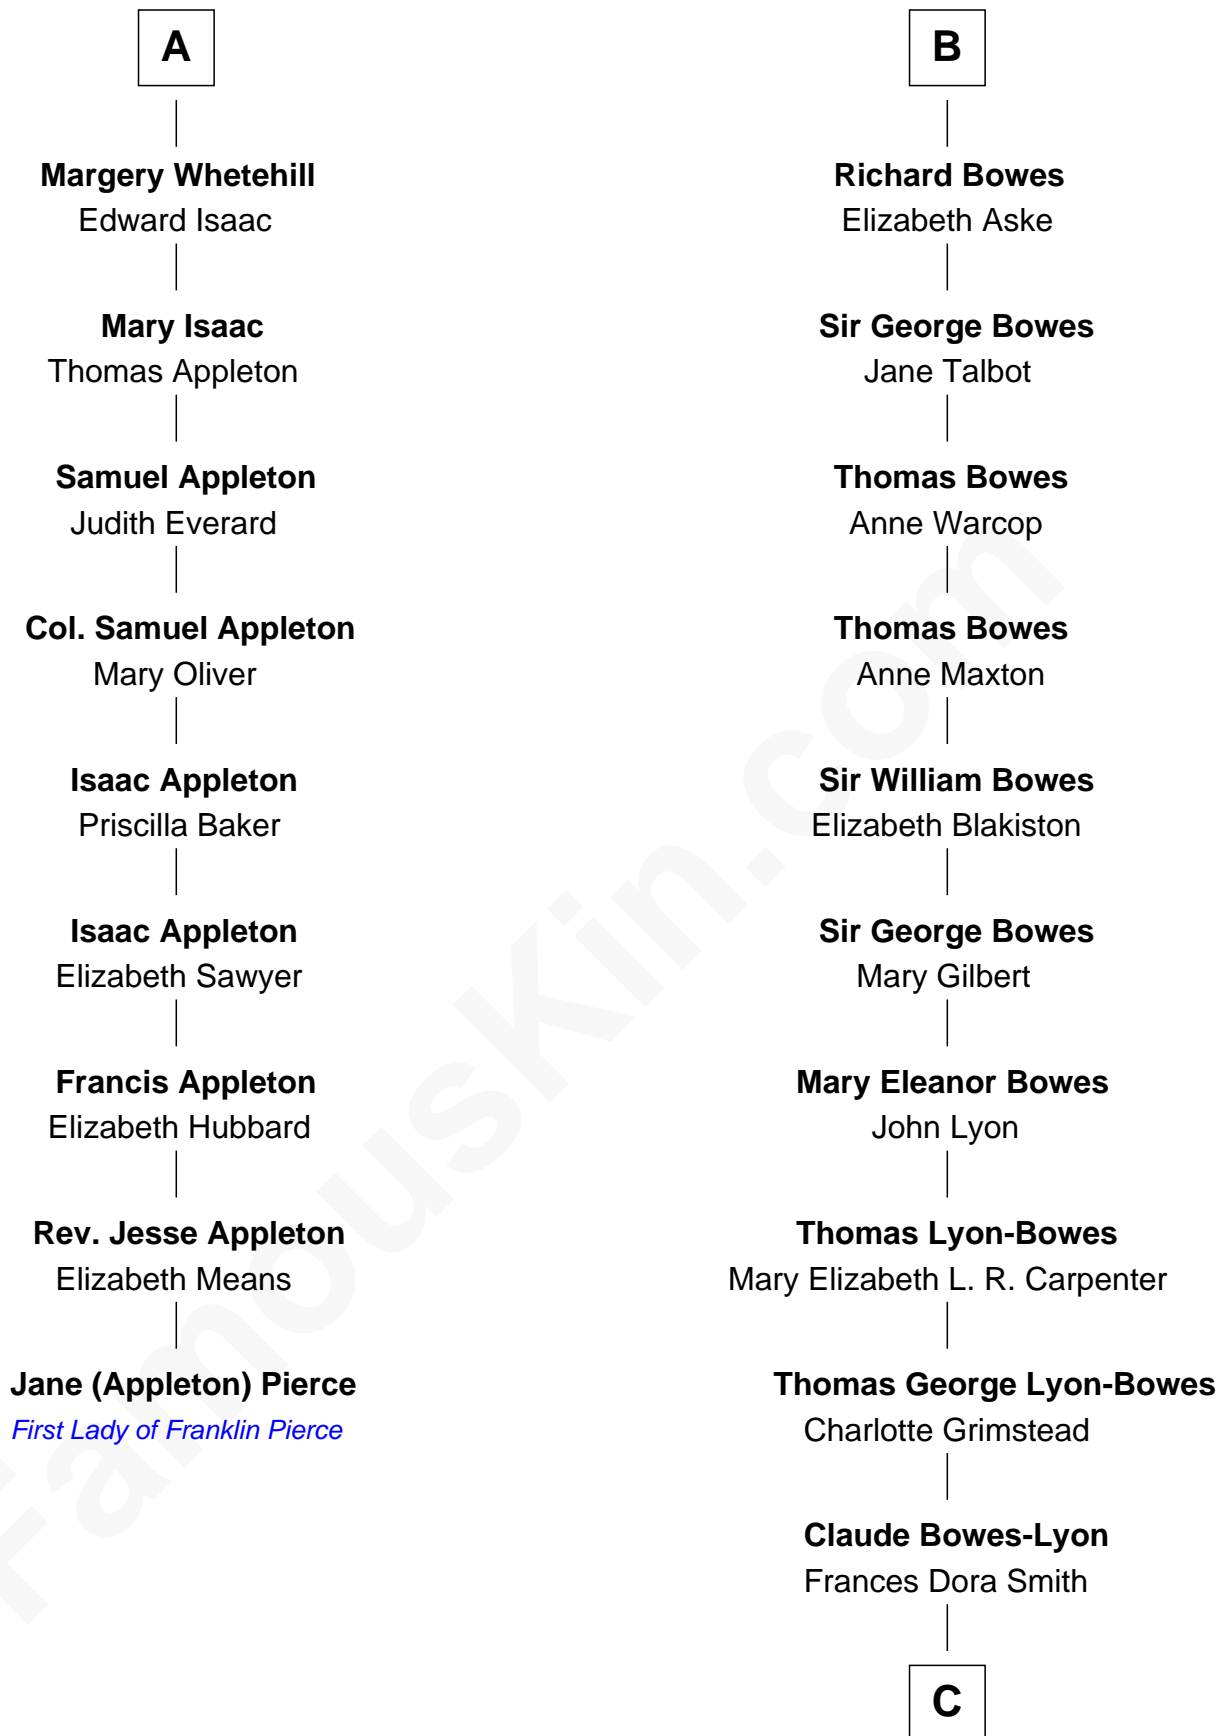 A
Margery Whetehill
Edward Isaac
Mary Isaac
Thomas Appleton
Samuel Appleton
Judith Everard
Col. Samuel Appleton
Mary Oliver
Isaac Appleton
Priscilla Baker
Isaac Appleton
Elizabeth Sawyer
Francis Appleton
Elizabeth Hubbard
Rev. Jesse Appleton
Elizabeth Means
Jane (Appleton) Pierce
First Lady of Franklin Pierce
B
Richard Bowes
Elizabeth Aske
Sir George Bowes
Jane Talbot
Thomas Bowes
Anne Warcop
Thomas Bowes
Anne Maxton
Sir William Bowes
Elizabeth Blakiston
Sir George Bowes
Mary Gilbert
Mary Eleanor Bowes
John Lyon
Thomas Lyon-Bowes
Mary Elizabeth L. R. Carpenter
Thomas George Lyon-Bowes
Charlotte Grimstead
Claude Bowes-Lyon
Frances Dora Smith
C
FamousKin.com